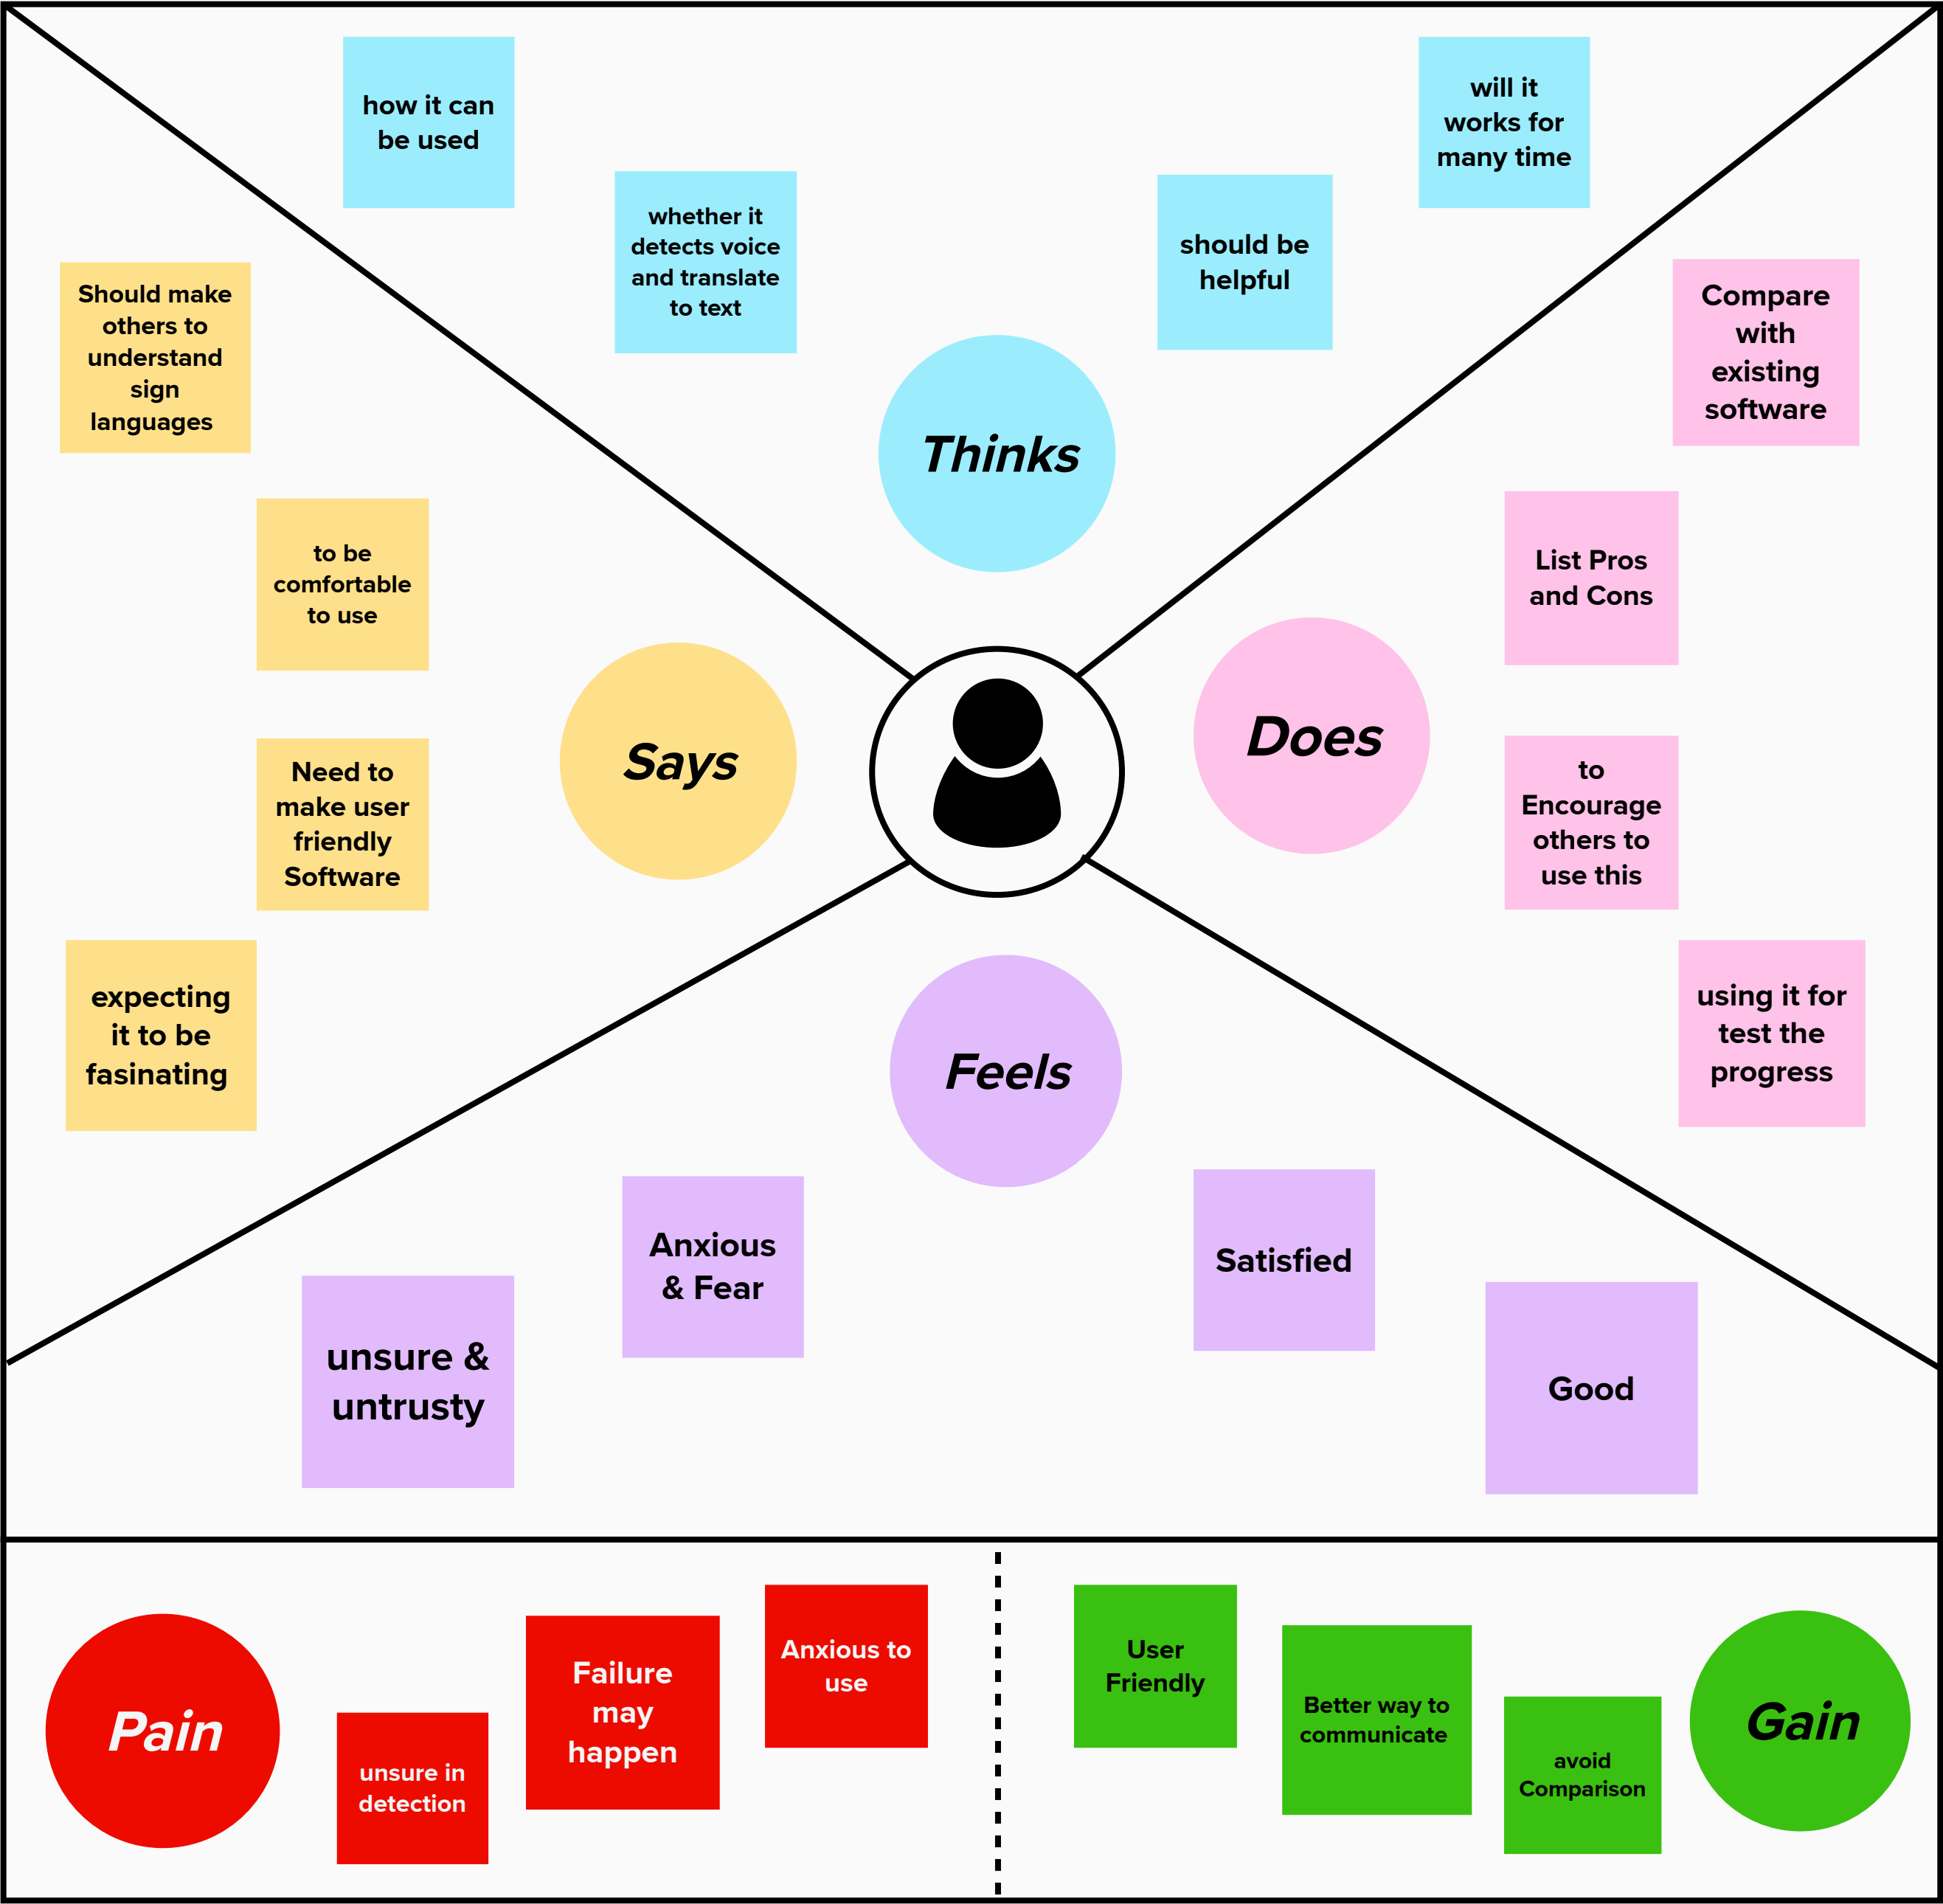 how it can
be used
whether it
detects voice
and translate
to text
should be
helpful
will it
works for
many time
Thinks
Should make
others to
understand
sign
languages
to be
comfortable
to use
Need to
make user
friendly
Software
expecting
it to be
fasinating
Says
Compare
with
existing
software
List Pros
and Cons
to
Encourage
others to
use this
using it for
test the
progress
Does
Feels
unsure &
untrusty
Anxious
& Fear
Satisfied
Good
Pain
unsure in
detection
Failure
may
happen
Anxious to
use
User
Friendly
Better way to
communicate
avoid
Comparison
Gain